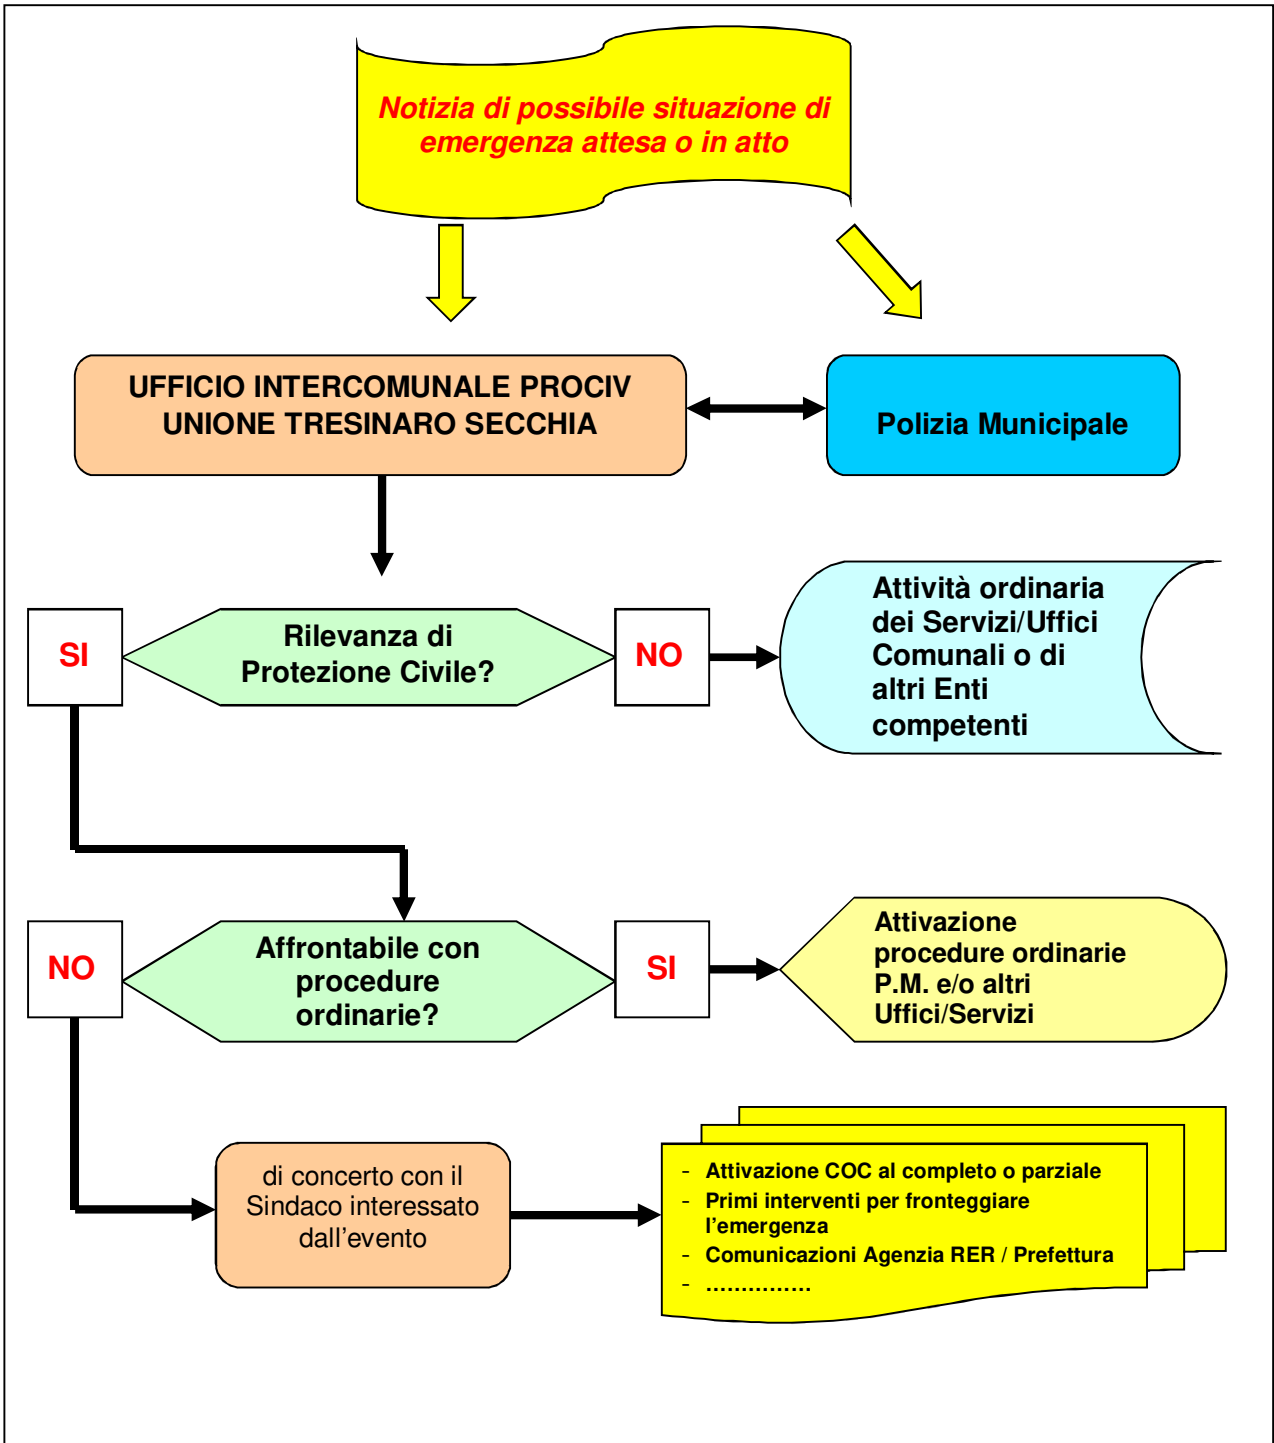 Notizia di possibile situazione di
emergenza attesa o in atto
UFFICIO INTERCOMUNALE PROCIV
UNIONE TRESINARO SECCHIA
Polizia Municipale
SI
Rilevanza di
Protezione Civile?
NO
Attività ordinaria
dei Servizi/Uffici
Comunali o di
altri Enti
competenti
NO
Affrontabile con
procedure
ordinarie?
SI
Attivazione
procedure ordinarie
P.M. e/o altri
Uffici/Servizi
di concerto con il
Sindaco interessato
dall'evento
- Attivazione COC al completo o parziale
- Primi interventi per fronteggiare
l'emergenza
- Comunicazioni Agenzia RER / Prefettura
- ...............